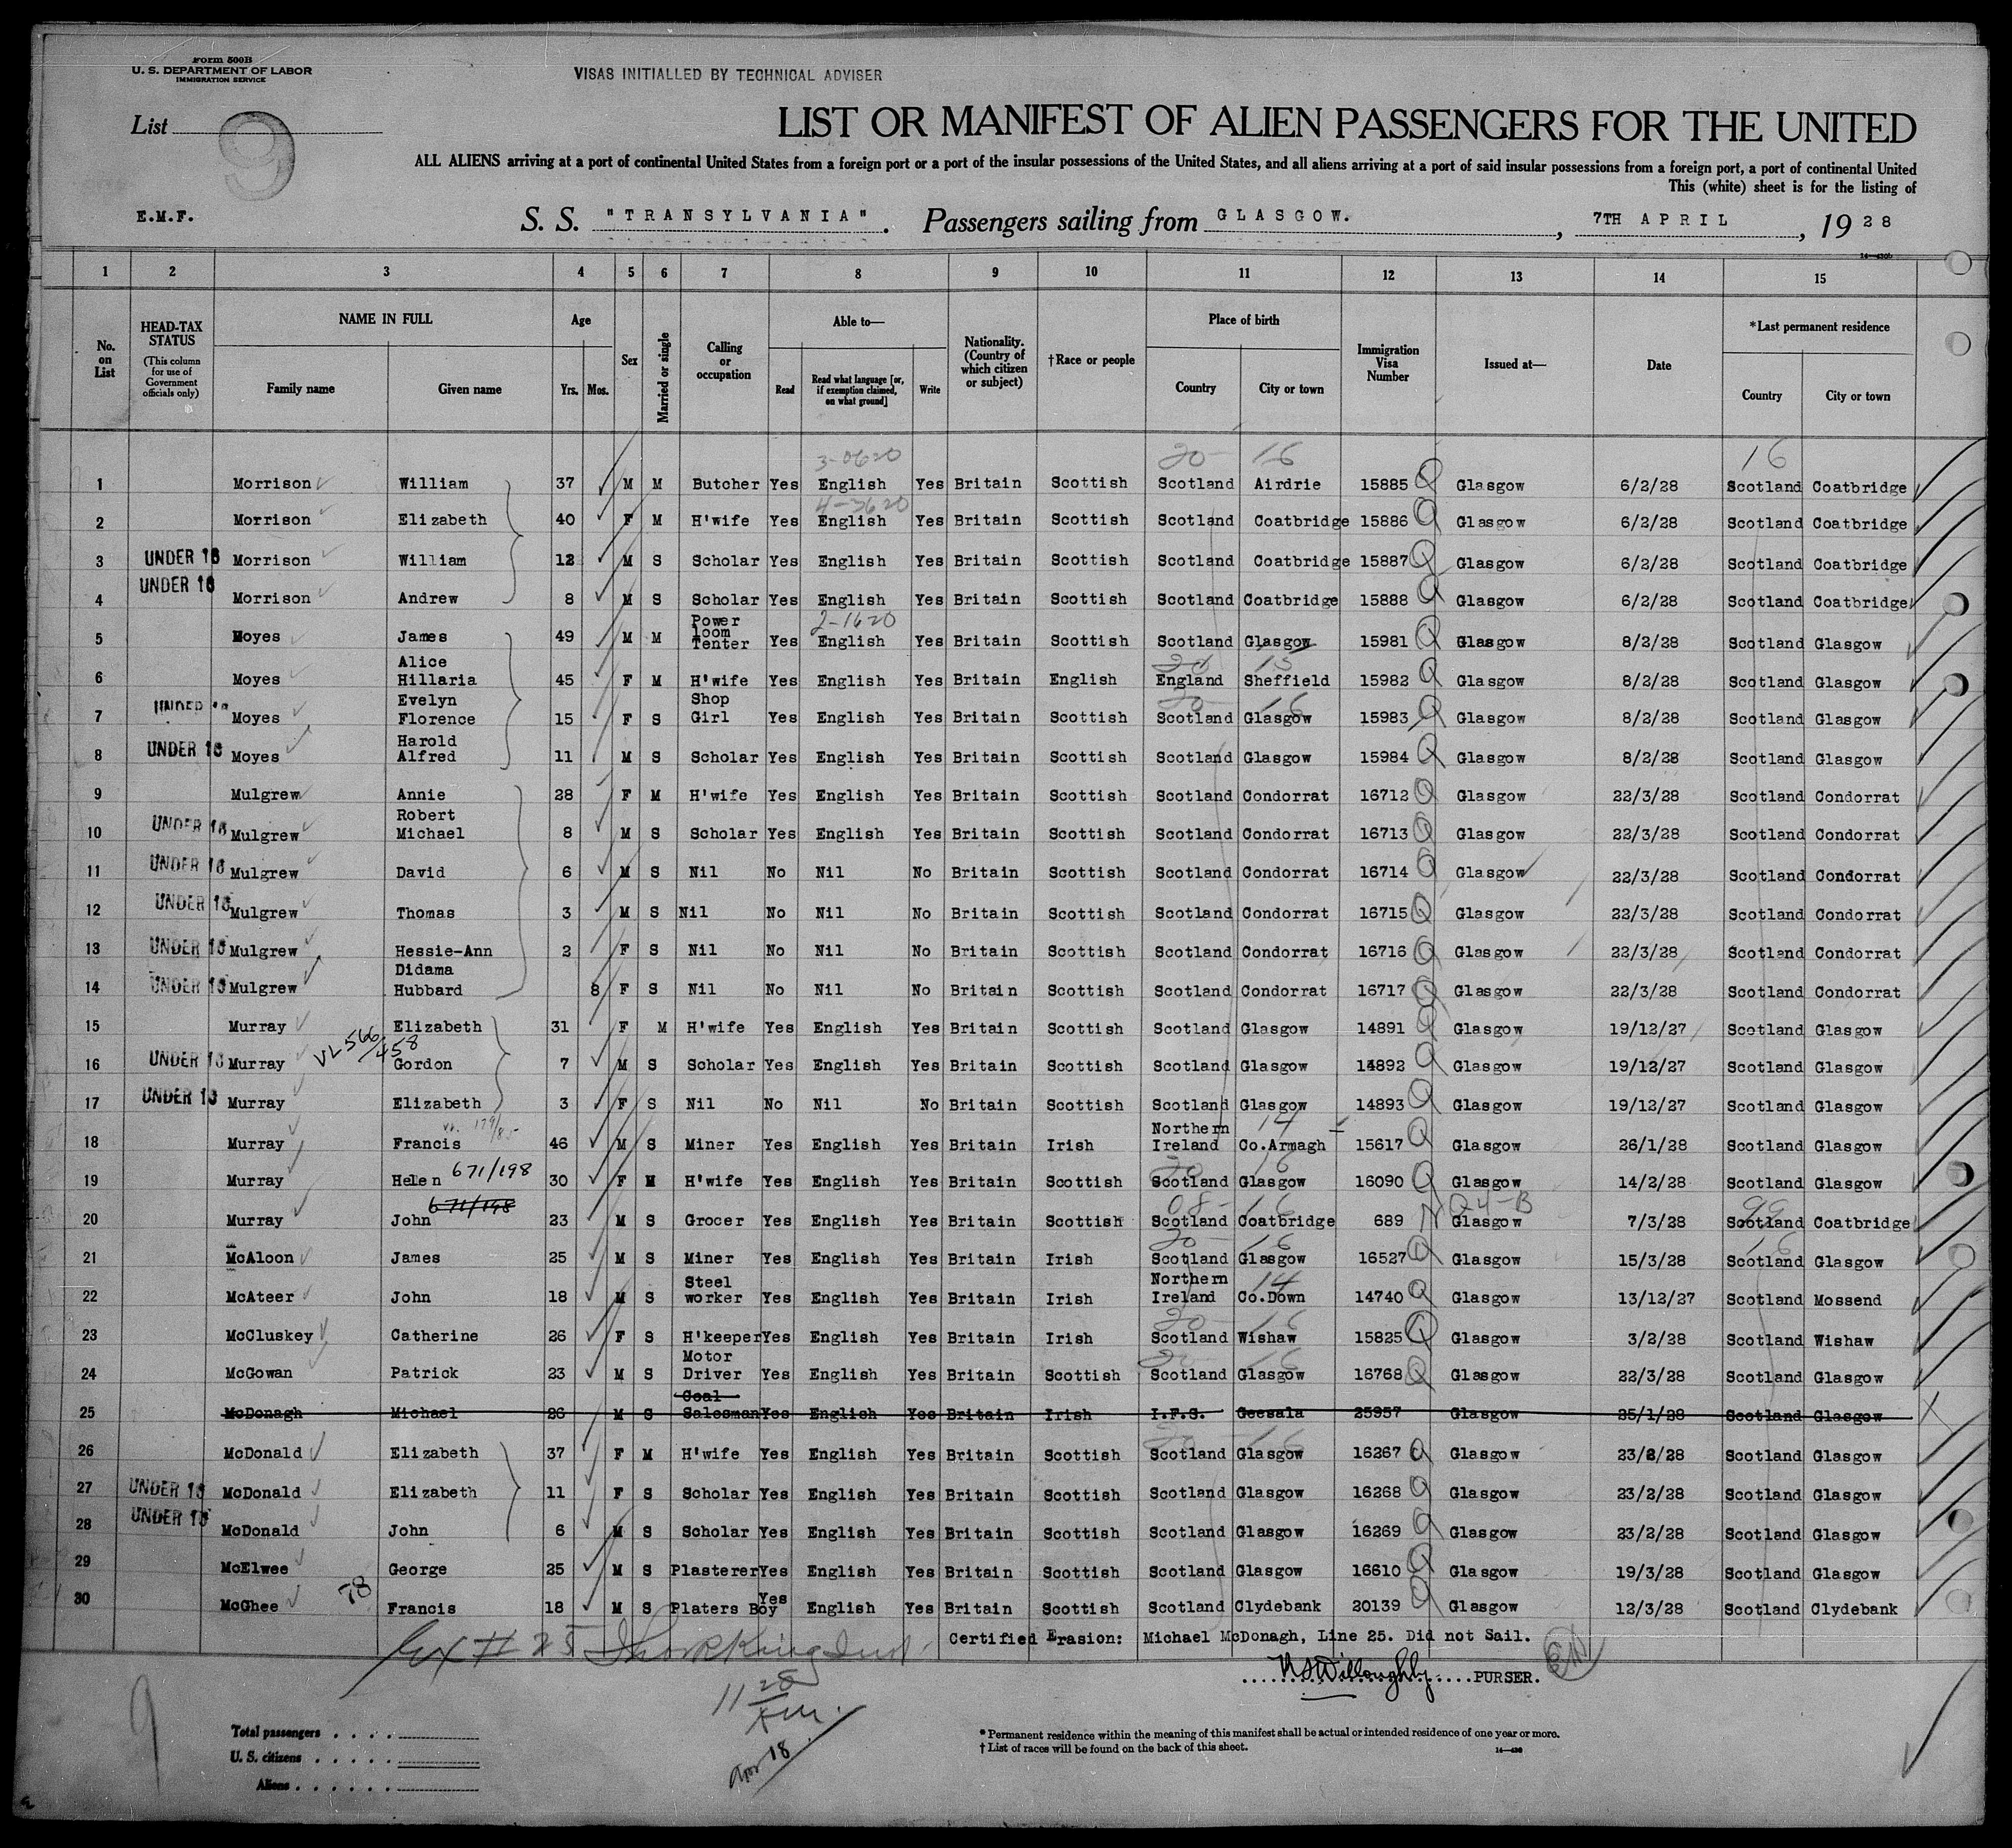 Form 500B
U. S. DEPARTMENT OF LABOR
IMMIGRATION SERVICE
VISAS INITIALLED BY TECHNICAL ADVISER
List 9
LIST OR MANIFEST OF ALIEN PASSENGERS FOR THE UNITED
ALL ALIENS arriving at a port of continental United States from a foreign port or a port of the insular possessions of the United States, and all aliens arriving at a port of said insular possessions from a foreign port, a port of continental United
This (white) sheet is for the listing of
E.M.F. S. S. "TRANSYLVANIA". Passengers sailing from GLASGOW. , 7TH APRIL , 1928
1 2 3 4 5 6 7 8 9 10 11 12 13 14 15
No. on List HEAD-TAX STATUS (This column for use of Government officials only) NAME IN FULL Family name Given name Age Yrs. Mos. Sex Married or single Calling or occupation Able to— Read Read what language [or, if exemption claimed, on what ground] Write Nationality. (Country of which citizen or subject) †Race or people Place of birth Country City or town Immigration Visa Number Issued at— Date *Last permanent residence Country City or town
3-0620 20 16 16
1 Morrison William 37 M M Butcher Yes English Yes Britain Scottish Scotland Airdrie 15885 Glasgow 6/2/28 Scotland Coatbridge
4-3620
2 Morrison Elizabeth 40 F M H'wife Yes English Yes Britain Scottish Scotland Coatbridge 15886 Glasgow 6/2/28 Scotland Coatbridge
3 UNDER 16 Morrison William 12 M S Scholar Yes English Yes Britain Scottish Scotland Coatbridge 15887 Glasgow 6/2/28 Scotland Coatbridge
4 UNDER 16 Morrison Andrew 8 M S Scholar Yes English Yes Britain Scottish Scotland Coatbridge 15888 Glasgow 6/2/28 Scotland Coatbridge
2-1620
5 Moyes James 49 M M Power loom Tenter Yes English Yes Britain Scottish Scotland Glasgow 15981 Glasgow 8/2/28 Scotland Glasgow
6 Moyes Alice Hillaria 45 F M H'wife Yes English Yes Britain English England Sheffield 15982 Glasgow 8/2/28 Scotland Glasgow
7 UNDER 16 Moyes Evelyn Florence 15 F S Shop Girl Yes English Yes Britain Scottish Scotland Glasgow 15983 Glasgow 8/2/28 Scotland Glasgow
8 UNDER 16 Moyes Harold Alfred 11 M S Scholar Yes English Yes Britain Scottish Scotland Glasgow 15984 Glasgow 8/2/28 Scotland Glasgow
9 Mulgrew Annie 28 F M H'wife Yes English Yes Britain Scottish Scotland Condorrat 16712 Glasgow 22/3/28 Scotland Condorrat
10 UNDER 16 Mulgrew Robert Michael 8 M S Scholar Yes English Yes Britain Scottish Scotland Condorrat 16713 Glasgow 22/3/28 Scotland Condorrat
11 UNDER 16 Mulgrew David 6 M S Nil No Nil No Britain Scottish Scotland Condorrat 16714 Glasgow 22/3/28 Scotland Condorrat
12 UNDER 16 Mulgrew Thomas 3 M S Nil No Nil No Britain Scottish Scotland Condorrat 16715 Glasgow 22/3/28 Scotland Condorrat
13 UNDER 16 Mulgrew Hessie-Ann 2 F S Nil No Nil No Britain Scottish Scotland Condorrat 16716 Glasgow 22/3/28 Scotland Condorrat
14 UNDER 16 Mulgrew Didama Hubbard 8 F S Nil No Nil No Britain Scottish Scotland Condorrat 16717 Glasgow 22/3/28 Scotland Condorrat
15 Murray Elizabeth 31 F M H'wife Yes English Yes Britain Scottish Scotland Glasgow 14891 Glasgow 19/12/27 Scotland Glasgow
16 UNDER 16 Murray VL 566/458 Gordon 7 M S Scholar Yes English Yes Britain Scottish Scotland Glasgow 14892 Glasgow 19/12/27 Scotland Glasgow
17 UNDER 16 Murray Elizabeth 3 F S Nil No Nil No Britain Scottish Scotland Glasgow 14893 Glasgow 19/12/27 Scotland Glasgow
18 Murray Francis 46 M S Miner Yes English Yes Britain Irish Northern Ireland 14 Co.Armagh 15617 Glasgow 26/1/28 Scotland Glasgow
19 Murray Helen 671/198 30 F M H'wife Yes English Yes Britain Scottish Scotland Glasgow 16090 Glasgow 14/2/28 Scotland Glasgow
671/198 08 - 16 Q4-B 99
20 Murray John 23 M S Grocer Yes English Yes Britain Scottish Scotland Coatbridge 689 Glasgow 7/3/28 Scotland Coatbridge
21 McAloon James 25 M S Miner Yes English Yes Britain Irish Scotland Glasgow 16527 Glasgow 15/3/28 Scotland Glasgow
22 McAteer John 18 M S Steel worker Yes English Yes Britain Irish Northern Ireland 14 Co.Down 14740 Glasgow 13/12/27 Scotland Mossend
23 McCluskey Catherine 26 F S H'keeper Yes English Yes Britain Irish Scotland Wishaw 15825 Glasgow 3/2/28 Scotland Wishaw
24 McGowan Patrick 23 M S Motor Driver Yes English Yes Britain Scottish Scotland Glasgow 16768 Glasgow 22/3/28 Scotland Glasgow
25 McDonagh Michael 26 M S Coal Salesman Yes English Yes Britain Irish I.F.S. Geesala 25957 Glasgow 25/1/28 Scotland Glasgow
26 McDonald Elizabeth 37 F M H'wife Yes English Yes Britain Scottish Scotland Glasgow 16267 Glasgow 23/2/28 Scotland Glasgow
27 UNDER 16 McDonald Elizabeth 11 F S Scholar Yes English Yes Britain Scottish Scotland Glasgow 16268 Glasgow 23/2/28 Scotland Glasgow
28 UNDER 16 McDonald John 6 M S Scholar Yes English Yes Britain Scottish Scotland Glasgow 16269 Glasgow 23/2/28 Scotland Glasgow
29 McElwee George 25 M S Plasterer Yes English Yes Britain Scottish Scotland Glasgow 16610 Glasgow 19/3/28 Scotland Glasgow
30 McGhee 78 Francis 18 M S Platers Boy Yes English Yes Britain Scottish Scotland Clydebank 20139 Glasgow 12/3/28 Scotland Clydebank
Ex # 25
Certified Erasion: Michael McDonagh, Line 25. Did not Sail.
Willoughby PURSER.
11 28
Apr 18
9
Total passengers
U. S. citizens
Aliens
* Permanent residence within the meaning of this manifest shall be actual or intended residence of one year or more.
† List of races will be found on the back of this sheet.
14—430